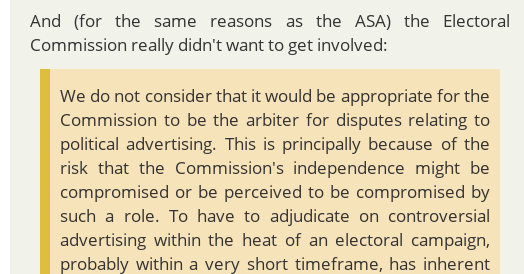 And (for the same reasons as the ASA) the Electoral
Commission really didn't want to get involved:
We do not consider that it would be appropriate for the
Commission to be the arbiter for disputes relating to
political advertising. This is principally because of the
risk that the Commission's independence might be
compromised or be perceived to be compromised by
such a role. To have to adjudicate on controversial
advertising within the heat of an electoral campaign,
probably within a very short timeframe, has inherent